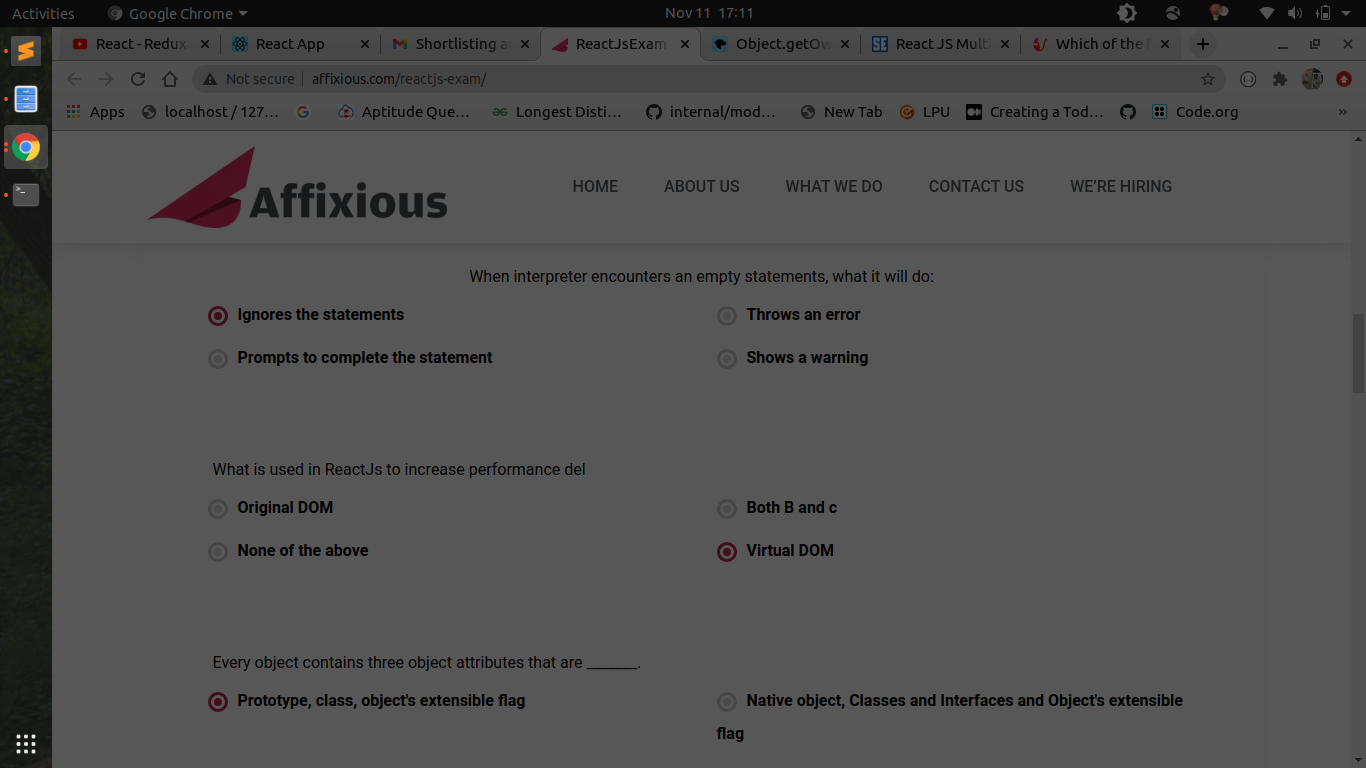 Activities Google Chrome Nov 11 17:11
React - Redux React App Shortlisting a ReactJsExam Object.getOw React JS Multi Which of the
Not secure affixious.com/reactjs-exam/
Apps localhost / 127... Aptitude Que... Longest Disti... internal/mod... New Tab LPU Creating a Tod... Code.org »
Affixious HOME ABOUT US WHAT WE DO CONTACT US WE'RE HIRING
When interpreter encounters an empty statements, what it will do:
Ignores the statements Throws an error
Prompts to complete the statement Shows a warning
What is used in ReactJs to increase performance del
Original DOM Both B and c
None of the above Virtual DOM
Every object contains three object attributes that are _______.
Prototype, class, object's extensible flag Native object, Classes and Interfaces and Object's extensible
flag